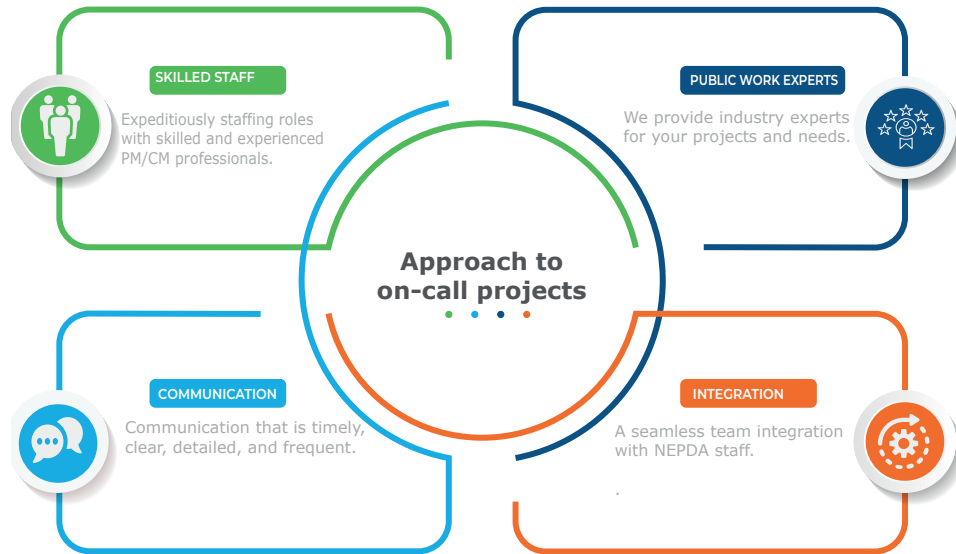 SKILLED STAFF
Expeditiously staffing roles
with skilled and experienced
PM/CM professionals.
PUBLIC WORK EXPERTS
We provide industry experts
for your projects and needs.
Approach to
on-call projects
COMMUNICATION
Communication that is timely,
clear, detailed, and frequent.
INTEGRATION
A seamless team integration
with NEPDA staff.
.